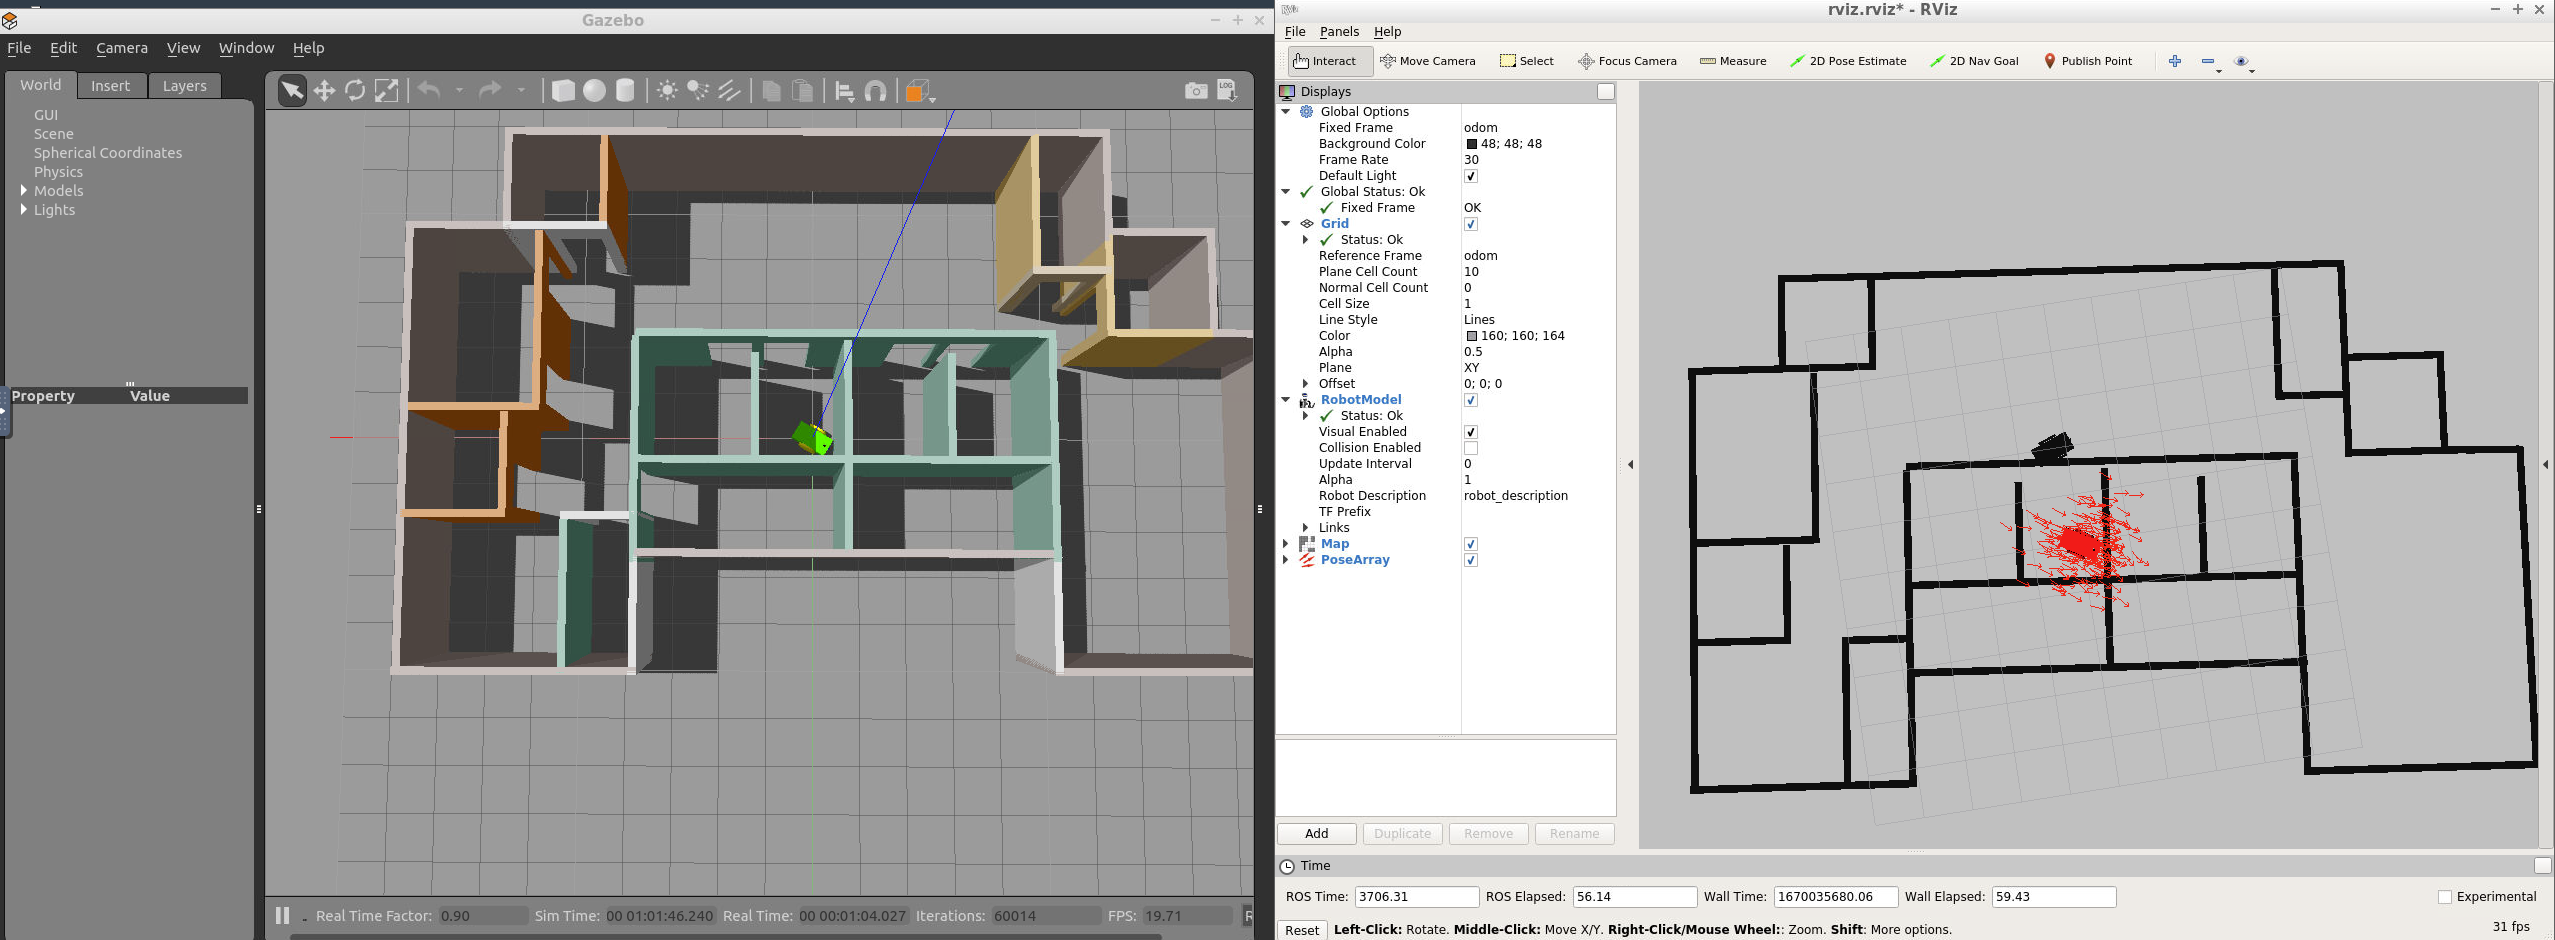 Gazebo
File Edit Camera View Window Help
World Insert Layers
GUI
Scene
Spherical Coordinates
Physics
Models
Lights
Property Value
LOG
Real Time Factor: 0.90 Sim Time: 00 01:01:46.240 Real Time: 00 00:01:04.027 Iterations: 60014 FPS: 19.71 R
rviz.rviz* - RViz
File Panels Help
Interact Move Camera Select Focus Camera Measure 2D Pose Estimate 2D Nav Goal Publish Point
Displays
Global Options
Fixed Frame odom
Background Color 48; 48; 48
Frame Rate 30
Default Light
Global Status: Ok
Fixed Frame OK
Grid
Status: Ok
Reference Frame odom
Plane Cell Count 10
Normal Cell Count 0
Cell Size 1
Line Style Lines
Color 160; 160; 164
Alpha 0.5
Plane XY
Offset 0; 0; 0
RobotModel
Status: Ok
Visual Enabled
Collision Enabled
Update Interval 0
Alpha 1
Robot Description robot_description
TF Prefix
Links
Map
PoseArray
Add Duplicate Remove Rename
Time
ROS Time: 3706.31 ROS Elapsed: 56.14 Wall Time: 1670035680.06 Wall Elapsed: 59.43 Experimental
Reset Left-Click: Rotate. Middle-Click: Move X/Y. Right-Click/Mouse Wheel:: Zoom. Shift: More options. 31 fps